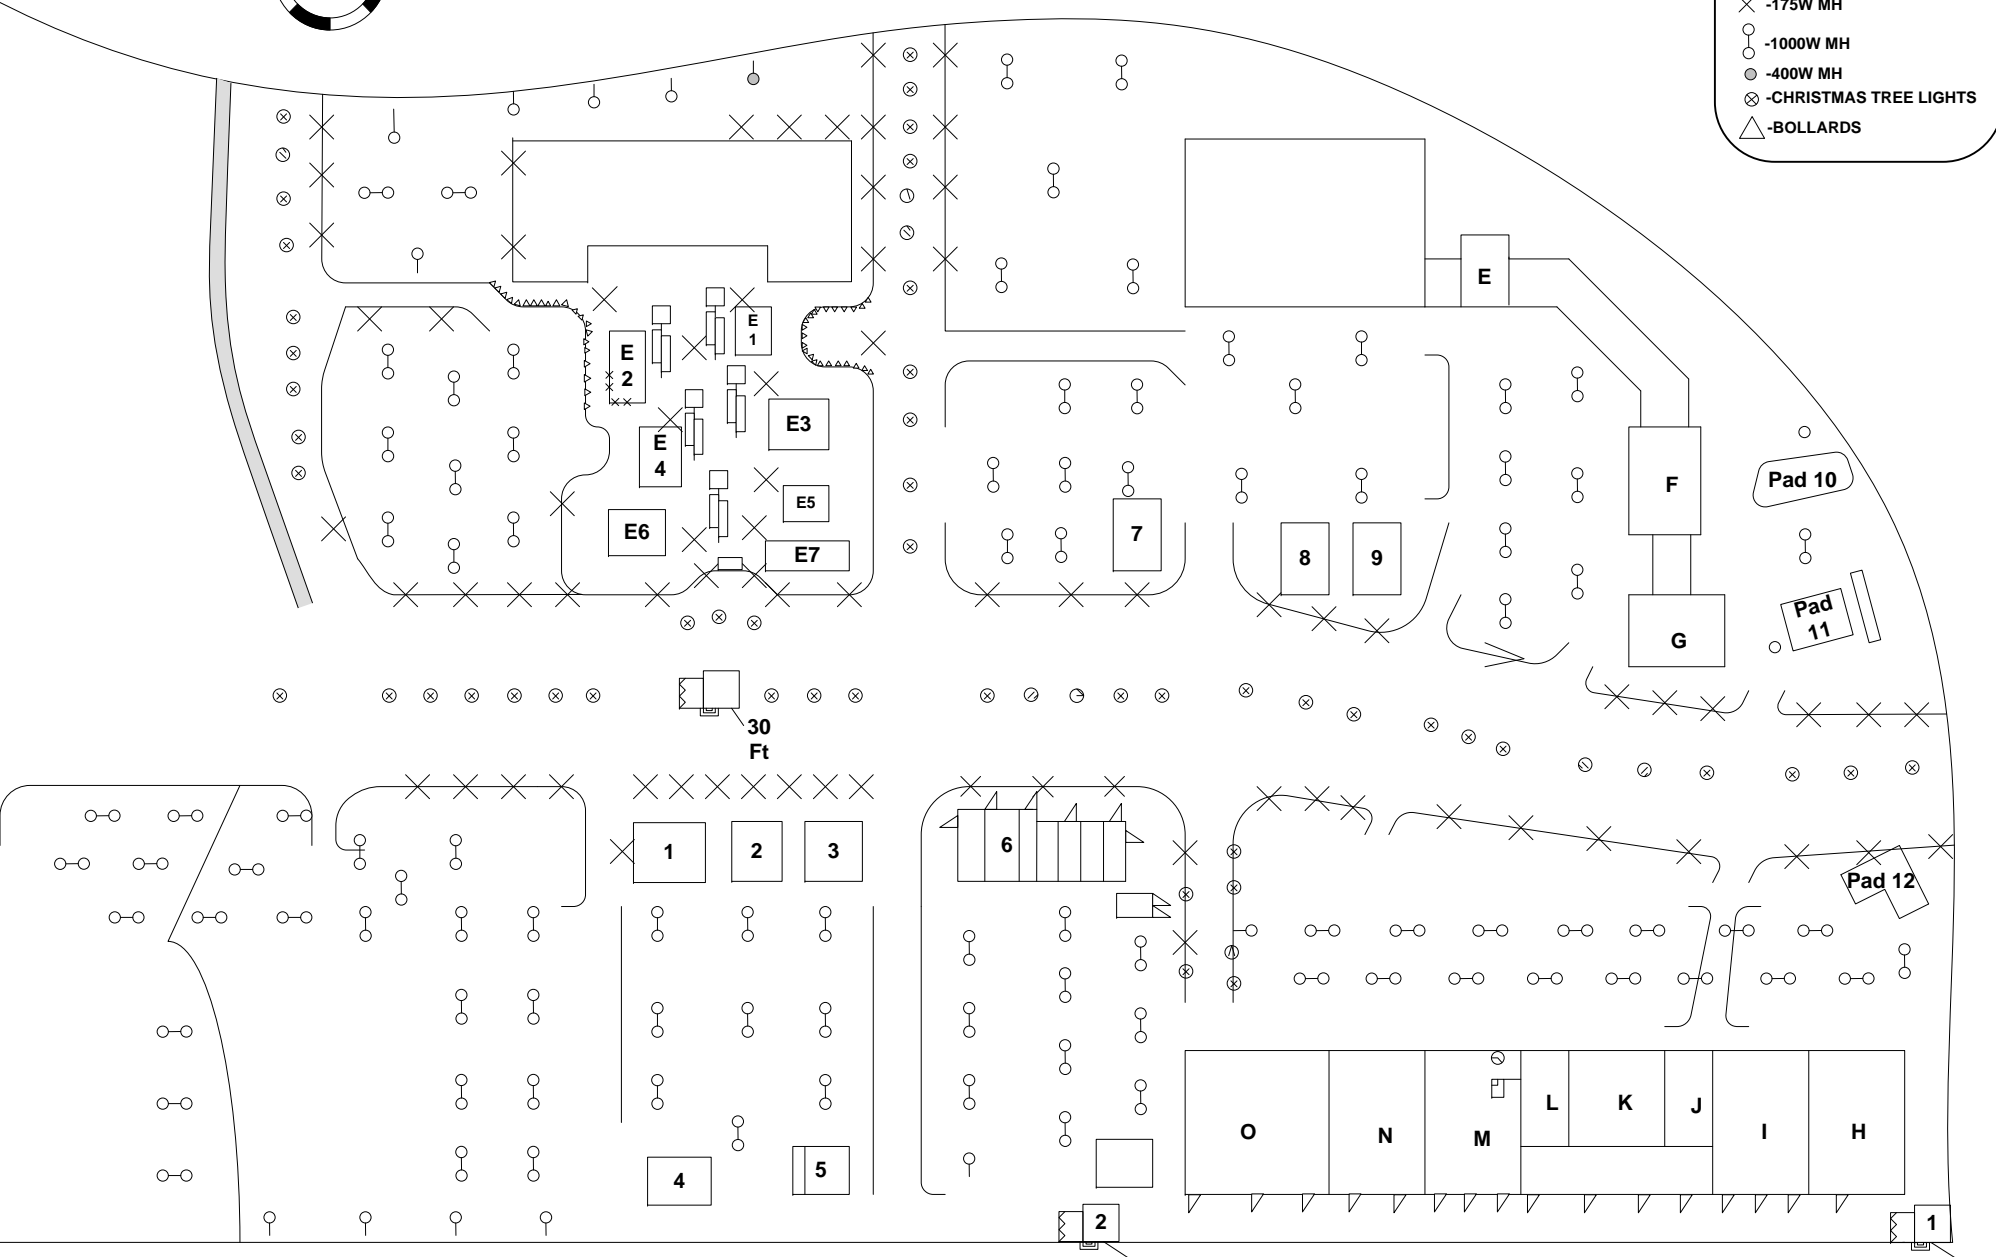 -175W MH
-1000W MH
-400W MH
-CHRISTMAS TREE LIGHTS
-BOLLARDS
E
E
1
E
2
E3
E
4
E5
E6
E7
F
Pad 10
7
8
9
Pad
11
G
30
Ft
1
2
3
6
Pad 12
O
N
M
L
K
J
I
H
4
5
2
1